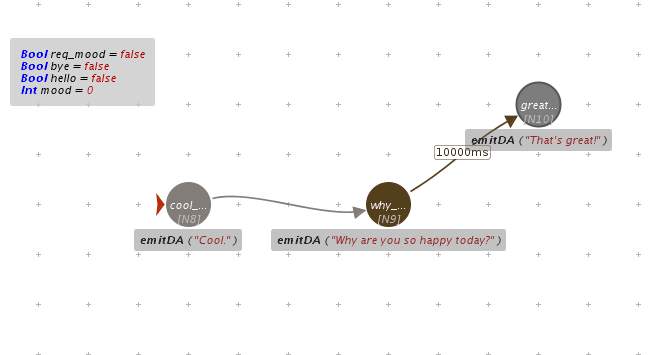 Bool req_mood = false
Bool bye = false
Bool hello = false
Int mood = 0
great...
[N10]
emitDA ("That's great!")
10000ms
cool_...
[N8]
emitDA ("Cool.")
why_...
[N9]
emitDA ("Why are you so happy today?")